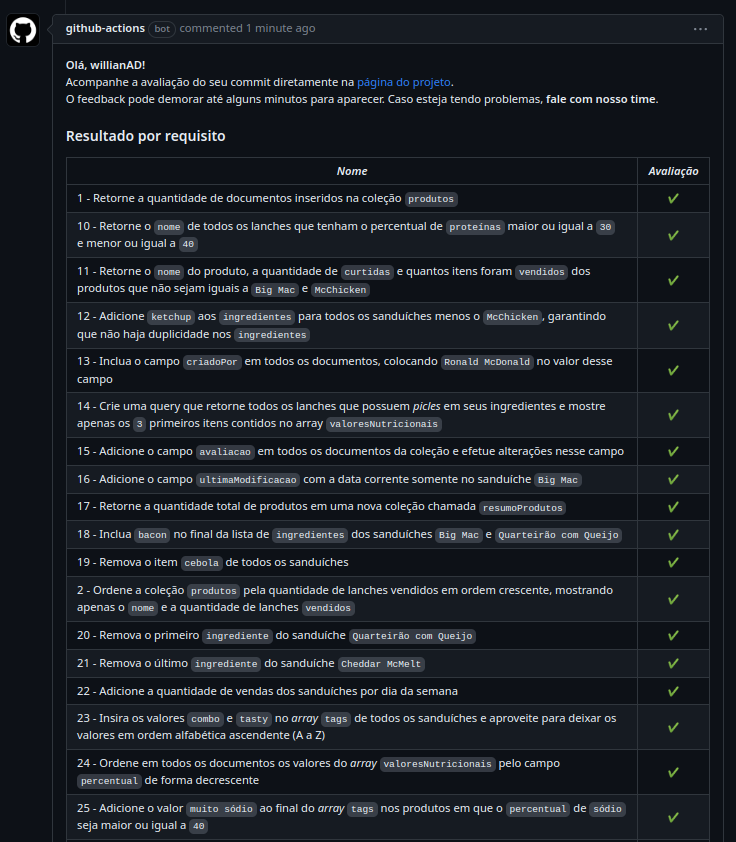 github-actions bot commented 1 minute ago ...
Olá, willianAD!
Acompanhe a avaliação do seu commit diretamente na página do projeto.
O feedback pode demorar até alguns minutos para aparecer. Caso esteja tendo problemas, fale com nosso time.
Resultado por requisito
Nome Avaliação
1 - Retorne a quantidade de documentos inseridos na coleção produtos ✔
10 - Retorne o nome de todos os lanches que tenham o percentual de proteínas maior ou igual a 30
e menor ou igual a 40 ✔
11 - Retorne o nome do produto, a quantidade de curtidas e quantos itens foram vendidos dos
produtos que não sejam iguais a Big Mac e McChicken ✔
12 - Adicione ketchup aos ingredientes para todos os sanduíches menos o McChicken, garantindo
que não haja duplicidade nos ingredientes ✔
13 - Inclua o campo criadoPor em todos os documentos, colocando Ronald McDonald no valor desse
campo ✔
14 - Crie uma query que retorne todos os lanches que possuem picles em seus ingredientes e mostre
apenas os 3 primeiros itens contidos no array valoresNutricionais ✔
15 - Adicione o campo avaliacao em todos os documentos da coleção e efetue alterações nesse campo ✔
16 - Adicione o campo ultimaModificacao com a data corrente somente no sanduíche Big Mac ✔
17 - Retorne a quantidade total de produtos em uma nova coleção chamada resumoProdutos ✔
18 - Inclua bacon no final da lista de ingredientes dos sanduíches Big Mac e Quarteirão com Queijo ✔
19 - Remova o item cebola de todos os sanduíches ✔
2 - Ordene a coleção produtos pela quantidade de lanches vendidos em ordem crescente, mostrando
apenas o nome e a quantidade de lanches vendidos ✔
20 - Remova o primeiro ingrediente do sanduíche Quarteirão com Queijo ✔
21 - Remova o último ingrediente do sanduíche Cheddar McMelt ✔
22 - Adicione a quantidade de vendas dos sanduíches por dia da semana ✔
23 - Insira os valores combo e tasty no array tags de todos os sanduíches e aproveite para deixar os
valores em ordem alfabética ascendente (A a Z) ✔
24 - Ordene em todos os documentos os valores do array valoresNutricionais pelo campo
percentual de forma decrescente ✔
25 - Adicione o valor muito sódio ao final do array tags nos produtos em que o percentual de sódio
seja maior ou igual a 40 ✔